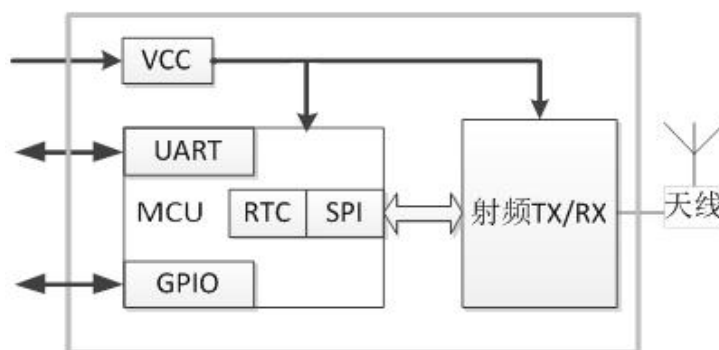 VCC
UART
MCU
RTC
SPI
GPIO
射频TX/RX
天线